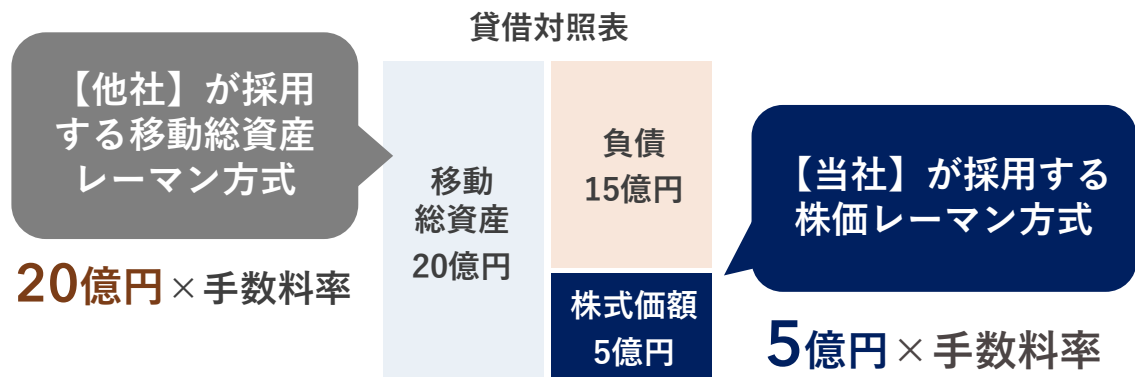 貸借対照表
【他社】が採用
する移動総資産
レーマン方式
20億円×手数料率
移動
総資産
20億円
負債
15億円
株式価額
5億円
【当社】が採用する
株価レーマン方式
5億円×手数料率